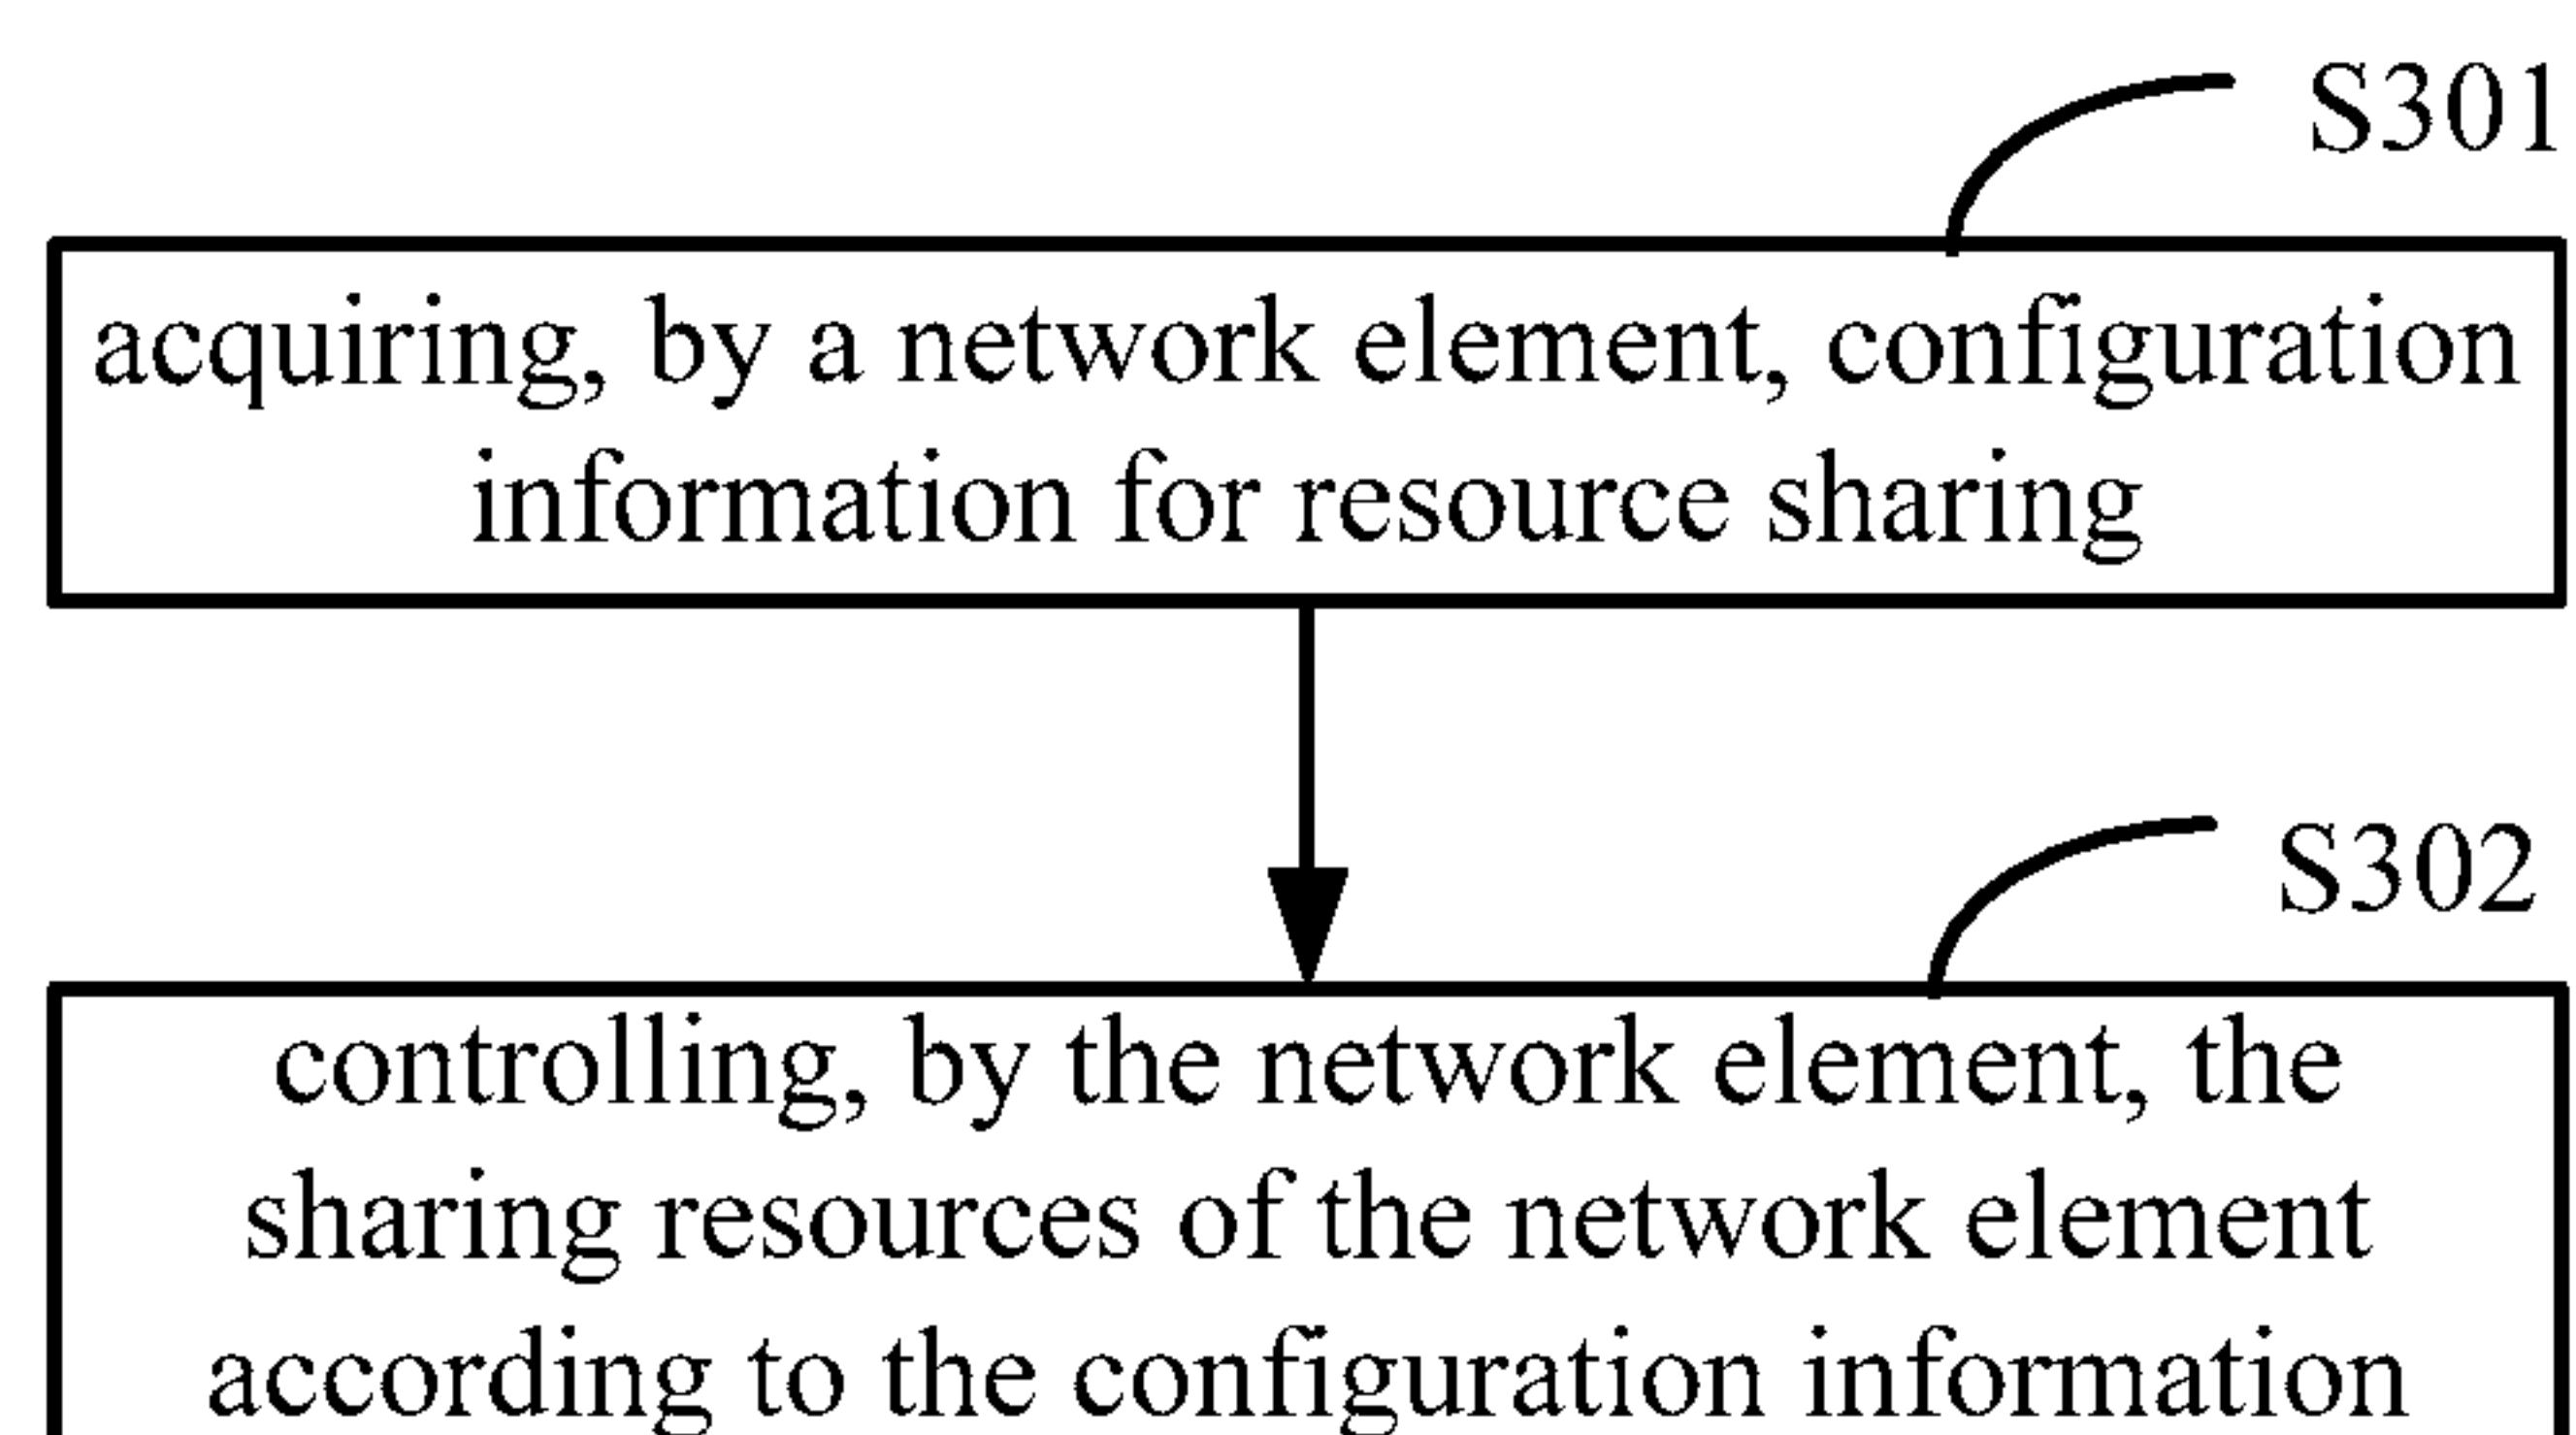 S301
acquiring, by a network element, configuration
information for resource sharing
S302
controlling, by the network element, the
sharing resources of the network element
according to the configuration information